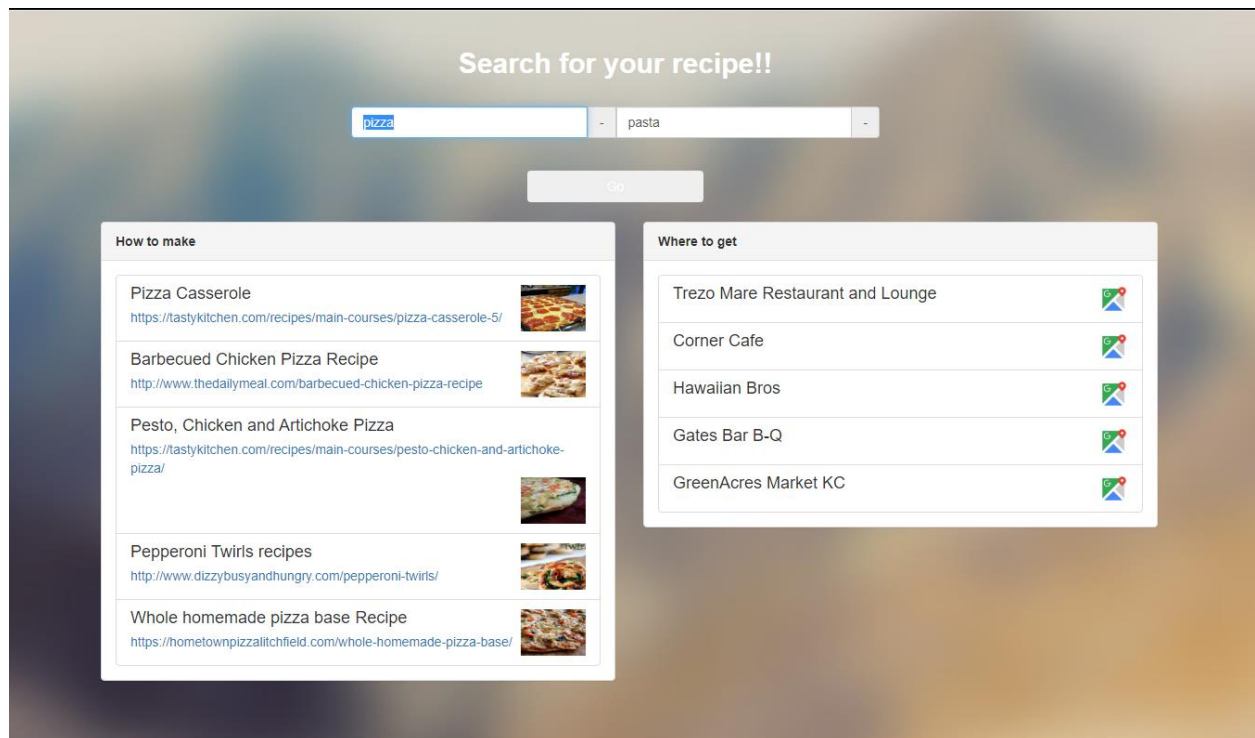 Search for your recipe!!
pizza
-
pasta
-
Go
How to make
Pizza Casserole
https://tastykitchen.com/recipes/main-courses/pizza-casserole-5/
Barbecued Chicken Pizza Recipe
http://www.thedailymeal.com/barbecued-chicken-pizza-recipe
Pesto, Chicken and Artichoke Pizza
https://tastykitchen.com/recipes/main-courses/pesto-chicken-and-artichoke-
pizza/
Pepperoni Twirls recipes
http://www.dizzybusyandhungry.com/pepperoni-twirls/
Whole homemade pizza base Recipe
https://hometownpizzalitchfield.com/whole-homemade-pizza-base/
Where to get
Trezo Mare Restaurant and Lounge
Corner Cafe
Hawaiian Bros
Gates Bar B-Q
GreenAcres Market KC